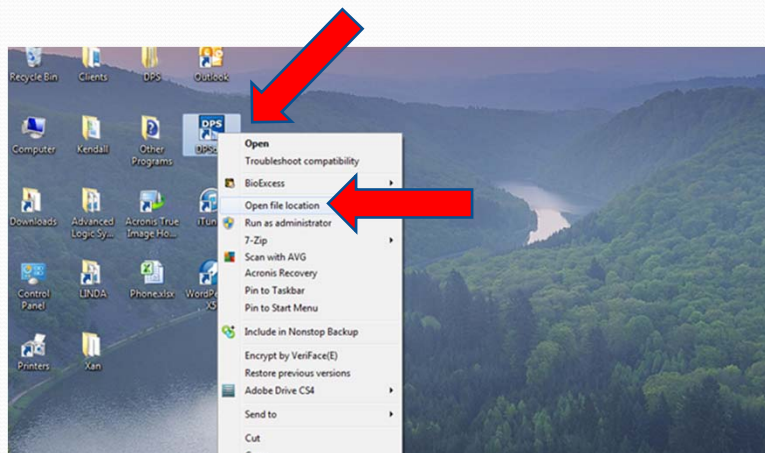 Recycle Bin
Clients
DPS
Outlook
DPS
Computer
Kendall
Other
Programs
Downloads
Advanced
Logic Sy...
Acronis True
Image Ho...
Control
Panel
LINDA
Phone.xlsx
X5
Printers
Xan
Open
Troubleshoot compatibility
BioExcess
Open file location
Run as administrator
7-Zip
Scan with AVG
Acronis Recovery
Pin to Taskbar
Pin to Start Menu
Include in Nonstop Backup
Encrypt by VeriFace(E)
Restore previous versions
Adobe Drive CS4
Send to
Cut